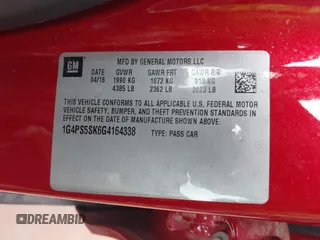 GM
MFD BY GENERAL MOTORS LLC
DATE GVWR GAWR FRT GAWR RR
04/16 1990 KG 1072 KG 918 KG
4385 LB 2362 LB 2023 LB
THIS VEHICLE CONFORMS TO ALL APPLICABLE U.S. FEDERAL
SAFETY, BUMPER, AND THEFT PREVENTION STANDARDS IN
EFFECT ON THE DATE OF MANUFACTURE SHOWN ABOVE.
1G4PS5SK6G4164338 TYPE: PASS CAR
DREAMBID